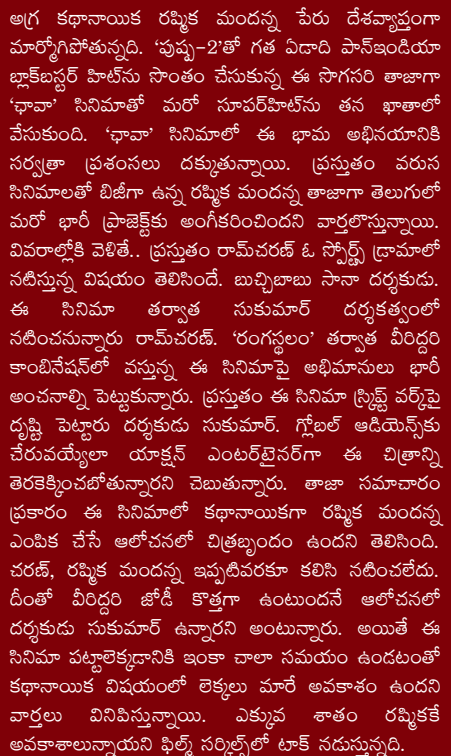 అగ్ర కథానాయిక రష్మిక మందన్న పేరు దేశవ్యాప్తంగా
మార్మోగిపోతున్నది. ‘పుష్ప-2’తో గత ఏడాది పాన్ఇండియా
బ్లాక్‌బస్టర్ హిట్‌ను సొంతం చేసుకున్న ఈ సొగసరి తాజాగా
‘ఛావా’ సినిమాతో మరో సూపర్‌హిట్‌ను తన ఖాతాలో
వేసుకుంది. ‘ఛావా’ సినిమాలో ఈ భామ అభినయానికి
సర్వత్రా ప్రశంసలు దక్కుతున్నాయి. ప్రస్తుతం వరుస
సినిమాలతో బిజీగా ఉన్న రష్మిక మందన్న తాజాగా తెలుగులో
మరో భారీ ప్రాజెక్ట్‌కు అంగీకరించిందని వార్తలొస్తున్నాయి.
వివరాల్లోకి వెళితే.. ప్రస్తుతం రామ్‌చరణ్ ఓ స్పోర్ట్స్ డ్రామాలో
నటిస్తున్న విషయం తెలిసిందే. బుచ్చిబాబు సానా దర్శకుడు.
ఈ సినిమా తర్వాత సుకుమార్ దర్శకత్వంలో
నటించనున్నారు రామ్‌చరణ్. ‘రంగస్థలం’ తర్వాత వీరిద్దరి
కాంబినేషన్‌లో వస్తున్న ఈ సినిమాపై అభిమానులు భారీ
అంచనాల్ని పెట్టుకున్నారు. ప్రస్తుతం ఈ సినిమా స్క్రిప్ట్ వర్క్‌పై
దృష్టి పెట్టారు దర్శకుడు సుకుమార్. గ్లోబల్ ఆడియెన్స్‌కు
చేరువయ్యేలా యాక్షన్ ఎంటర్‌టైనర్‌గా ఈ చిత్రాన్ని
తెరకెక్కించబోతున్నారని చెబుతున్నారు. తాజా సమాచారం
ప్రకారం ఈ సినిమాలో కథానాయికగా రష్మిక మందన్న
ఎంపిక చేసే ఆలోచనలో చిత్రబృందం ఉందని తెలిసింది.
చరణ్, రష్మిక మందన్న ఇప్పటివరకూ కలిసి నటించలేదు.
దీంతో వీరిద్దరి జోడీ కొత్తగా ఉంటుందనే ఆలోచనలో
దర్శకుడు సుకుమార్ ఉన్నారని అంటున్నారు. అయితే ఈ
సినిమా పట్టాలెక్కడానికి ఇంకా చాలా సమయం ఉండటంతో
కథానాయిక విషయంలో లెక్కలు మారే అవకాశం ఉందని
వార్తలు వినిపిస్తున్నాయి. ఎక్కువ శాతం రష్మికకే
అవకాశాలున్నాయని ఫిల్మ్ సర్కిల్స్‌లో టాక్ నడుస్తున్నది.